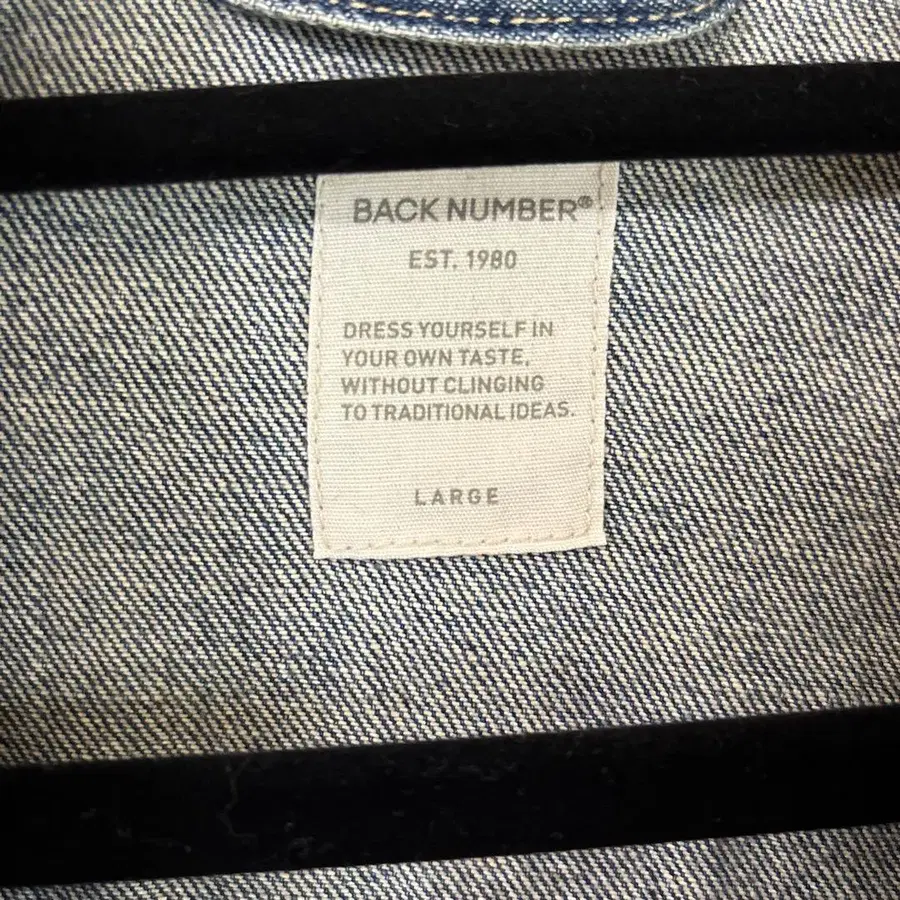 BACK NUMBER®
EST. 1980
DRESS YOURSELF IN
YOUR OWN TASTE,
WITHOUT CLINGING
TO TRADITIONAL IDEAS.
LARGE